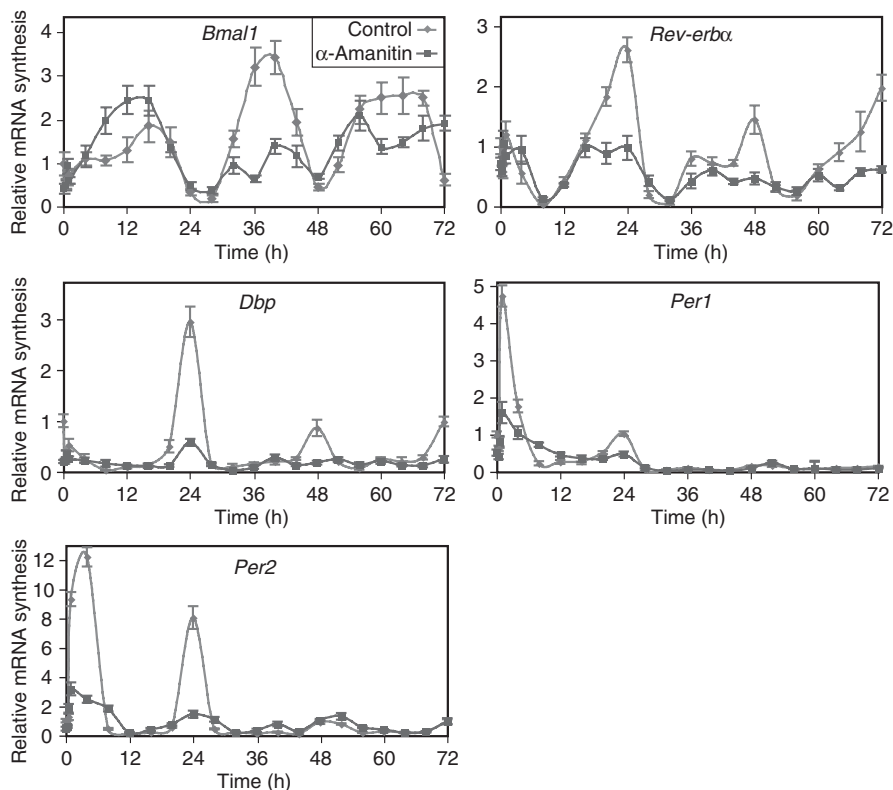 Bmal1
Control
α-Amanitin
Relative mRNA synthesis
4
3
2
1
0
0 12 24 36 48 60 72
Time (h)
Rev-erbα
3
2
1
0
0 12 24 36 48 60 72
Time (h)
Dbp
Relative mRNA synthesis
3
2
1
0
0 12 24 36 48 60 72
Time (h)
Per1
5
4
3
2
1
0
0 12 24 36 48 60 72
Time (h)
Per2
Relative mRNA synthesis
12
10
8
6
4
2
0
0 12 24 36 48 60 72
Time (h)